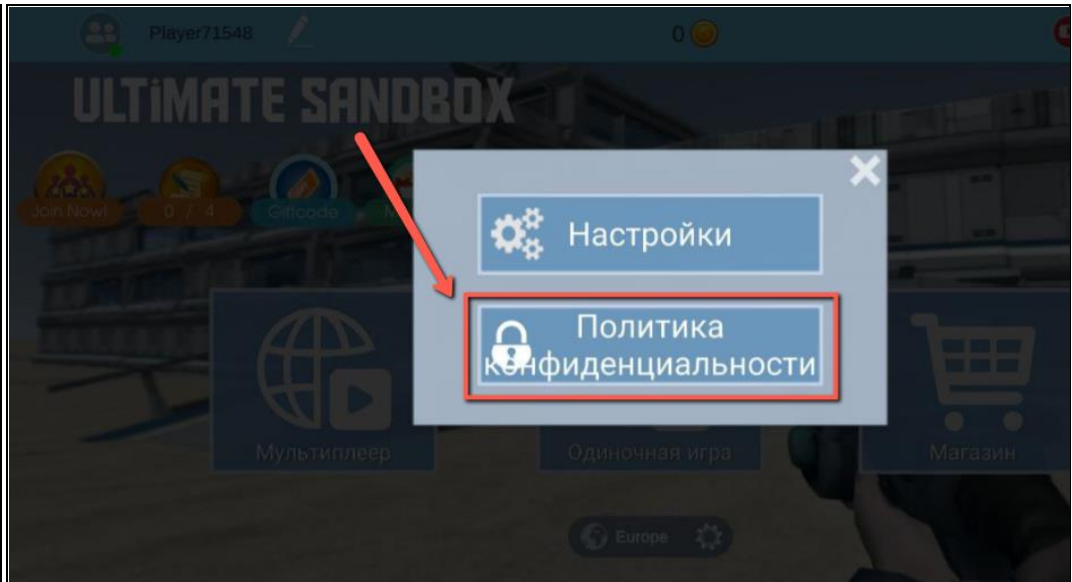 Player71548
0
ULTiMATE SANDBOX
Join Now!
0 / 4
Giftcode
Настройки
Политика
конфиденциальности
Мультиплеер
Одиночная игра
Магазин
Europe